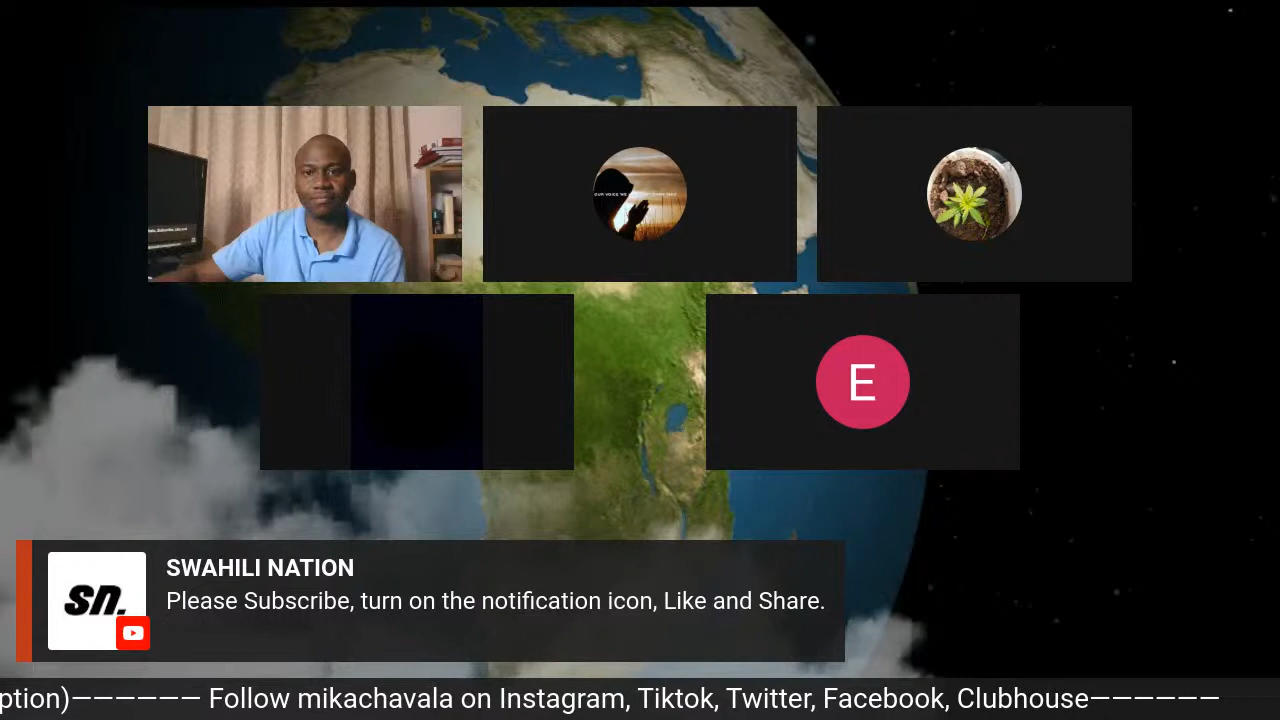 E
SWAHILI NATION
sn.
Please Subscribe, turn on the notification icon, Like and Share.
ption)—————— Follow mikachavala on Instagram, Tiktok, Twitter, Facebook, Clubhouse——————